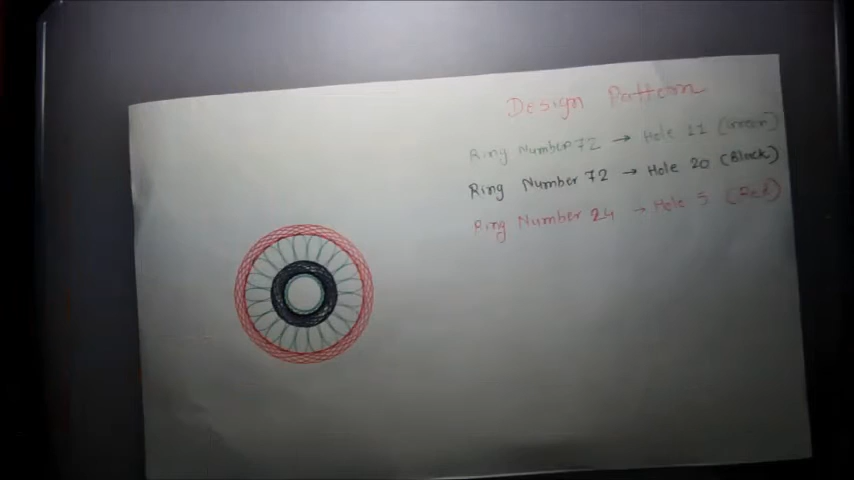 Design Pattern
Ring Number 72 → Hole 11 (Green)
Ring Number 72 → Hole 20 (Black)
Ring Number 24 → Hole 5 (Red)